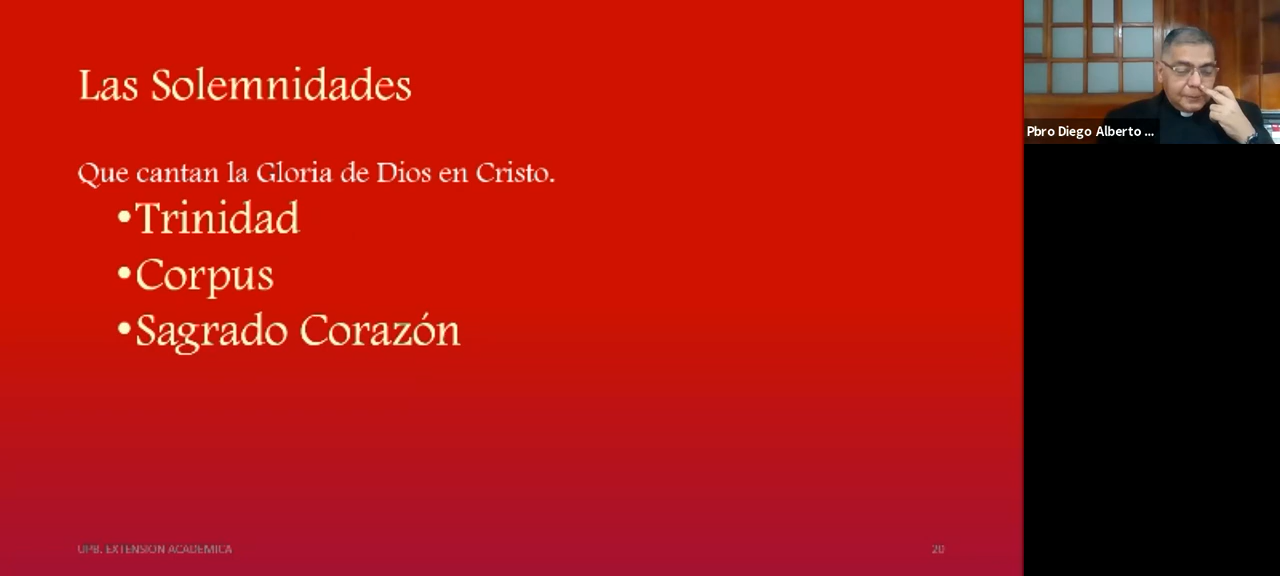 Las Solemnidades
Que cantan la Gloria de Dios en Cristo.
•Trinidad
•Corpus
•Sagrado Corazón
UPB. EXTENSION ACADEMICA
20
Pbro Diego Alberto ...